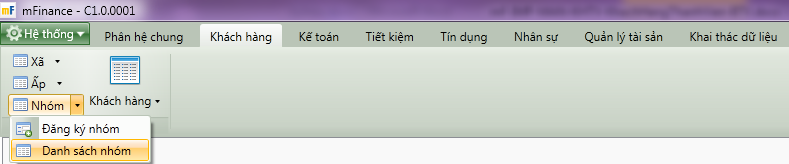 mF mFinance - C1.0.0001
Hệ thống Phân hệ chung Khách hàng Kế toán Tiết kiệm Tín dụng Nhân sự Quản lý tài sản Khai thác dữ liệu
Xã
Ấp
Nhóm Khách hàng
Đăng ký nhóm
Danh sách nhóm